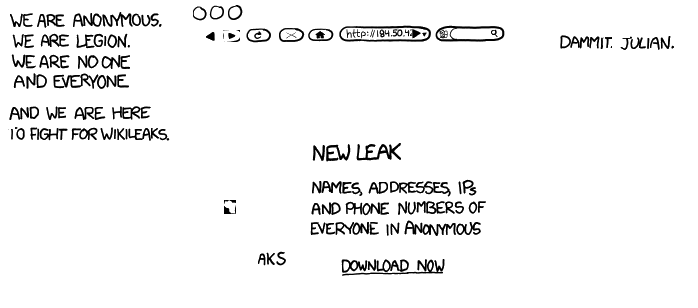 WE ARE ANONYMOUS.
WE ARE LEGION.
WE ARE NO ONE
AND EVERYONE
AND WE ARE HERE
TO FIGHT FOR WIKILEAKS.
http://184.50.42
NEW LEAK
NAMES, ADDRESSES, IPs
AND PHONE NUMBERS OF
EVERYONE IN ANONYMOUS
AKS
DOWNLOAD NOW
DAMMIT. JULIAN.